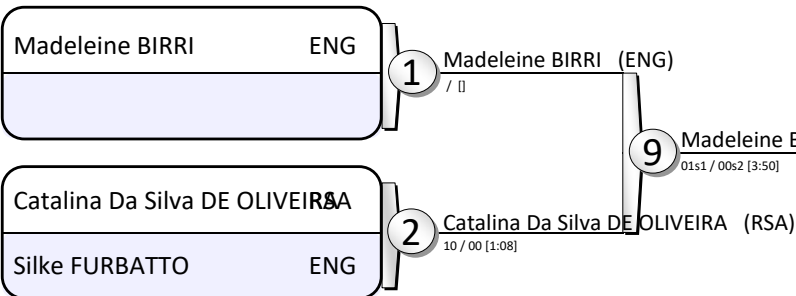 Madeleine BIRRI ENG
1
Madeleine BIRRI (ENG)
/ []
9
Madeleine
01s1 / 00s2 [3:50]
Catalina Da Silva DE OLIVEIRA RSA
2
Catalina Da Silva DE OLIVEIRA (RSA)
10 / 00 [1:08]
Silke FURBATTO ENG